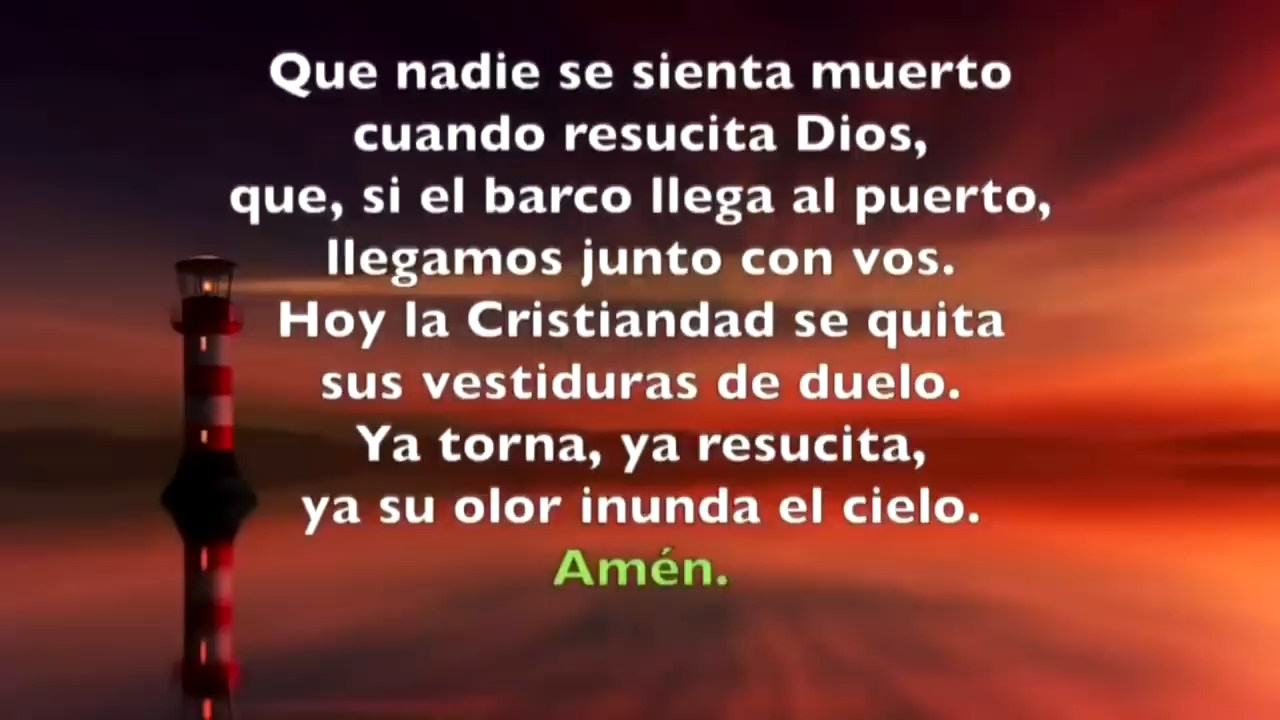 Que nadie se sienta muerto
cuando resucita Dios,
que, si el barco llega al puerto,
llegamos junto con vos.
Hoy la Cristiandad se quita
sus vestiduras de duelo.
Ya torna, ya resucita,
ya su olor inunda el cielo.
Amén.